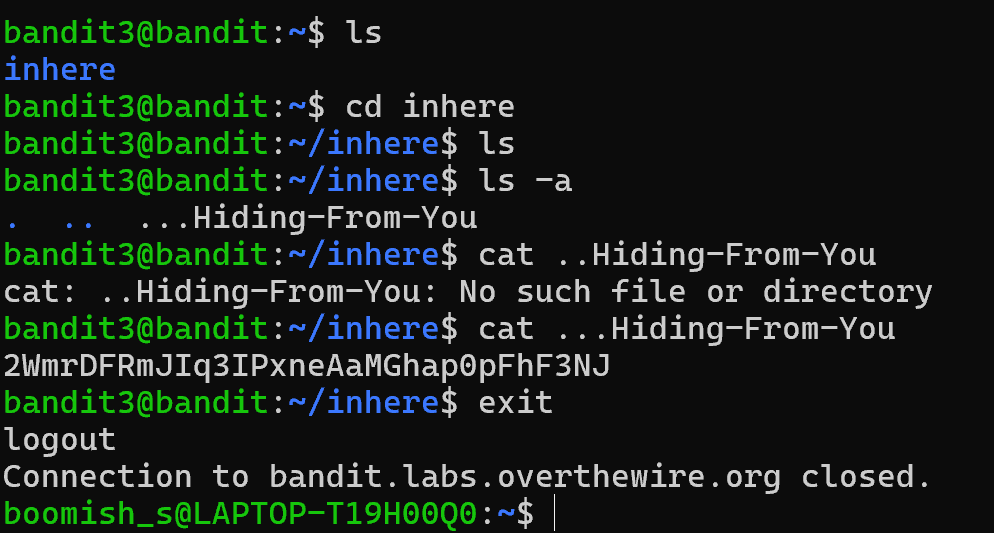 bandit3@bandit:~$ ls
inhere
bandit3@bandit:~$ cd inhere
bandit3@bandit:~/inhere$ ls
bandit3@bandit:~/inhere$ ls -a
.  ..  ...Hiding-From-You
bandit3@bandit:~/inhere$ cat ..Hiding-From-You
cat: ..Hiding-From-You: No such file or directory
bandit3@bandit:~/inhere$ cat ...Hiding-From-You
2WmrDFRmJIq3IPxneAaMGhap0pFhF3NJ
bandit3@bandit:~/inhere$ exit
logout
Connection to bandit.labs.overthewire.org closed.
boomish_s@LAPTOP-T19H00Q0:~$